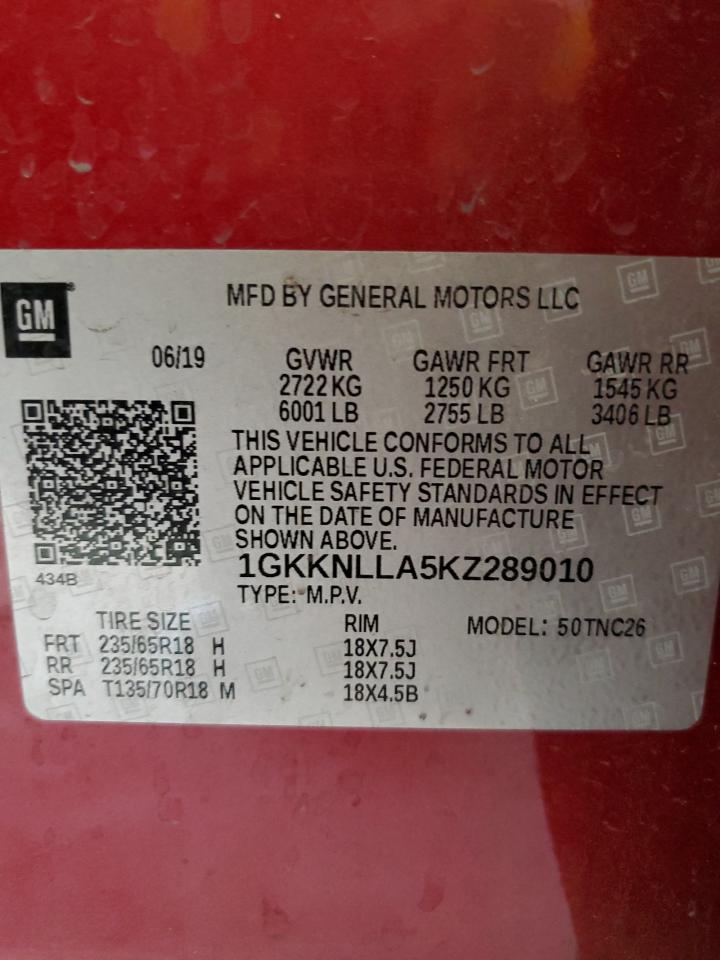 GM
MFD BY GENERAL MOTORS LLC
06/19 GVWR GAWR FRT GAWR RR
2722 KG 1250 KG 1545 KG
6001 LB 2755 LB 3406 LB
THIS VEHICLE CONFORMS TO ALL
APPLICABLE U.S. FEDERAL MOTOR
VEHICLE SAFETY STANDARDS IN EFFECT
ON THE DATE OF MANUFACTURE
SHOWN ABOVE.
1GKKNLLA5KZ289010
434B
TYPE: M.P.V.
TIRE SIZE RIM MODEL: 50TNC26
FRT 235/65R18 H 18X7.5J
RR 235/65R18 H 18X7.5J
SPA T135/70R18 M 18X4.5B